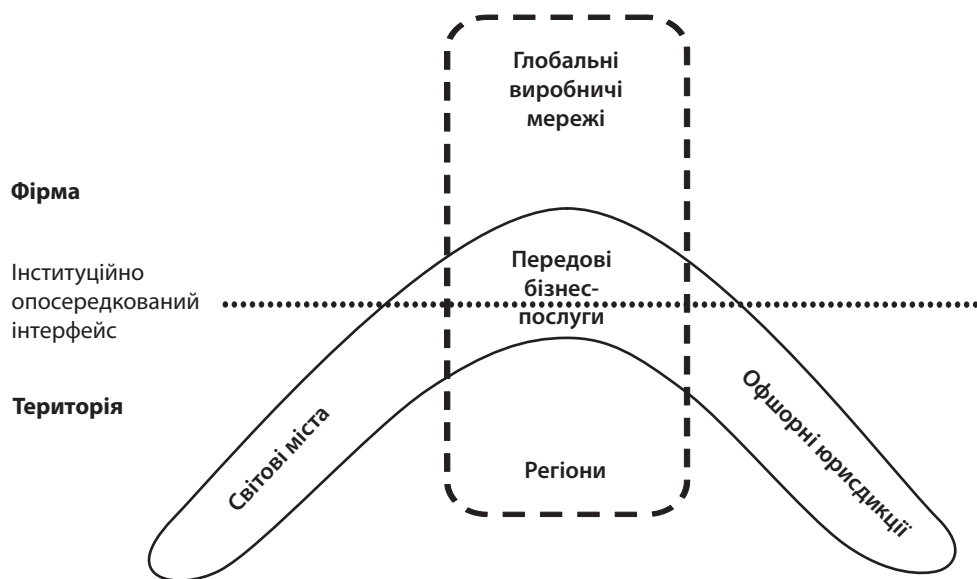 Глобальні
виробничі
мережі
Фірма
Інституційно
опосередкований
інтерфейс
Передові
бізнес-
послуги
Територія
Світові міста
Офшорні юрисдикції
Регіони